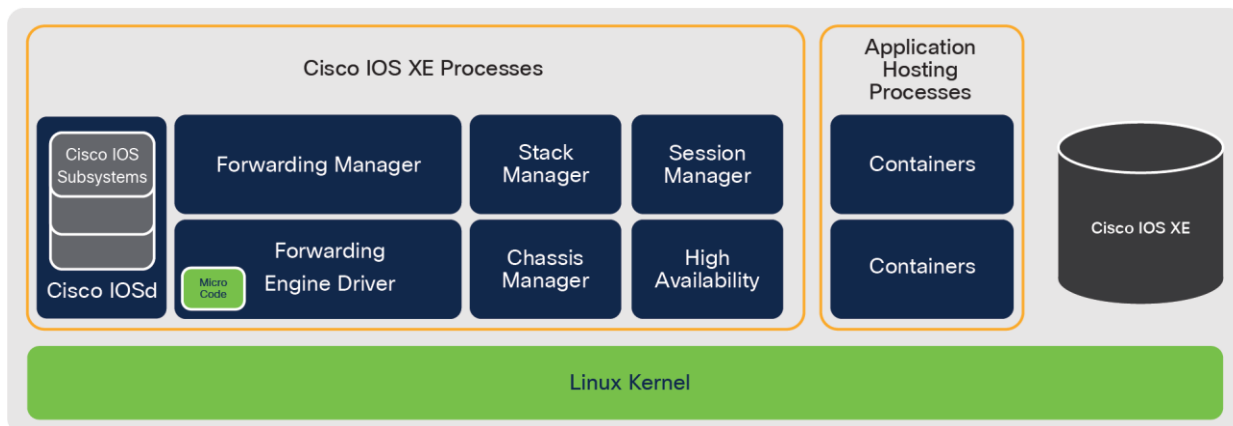 Cisco IOS XE Processes
Cisco IOS
Subsystems
Cisco IOSd
Forwarding Manager
Forwarding
Engine Driver
Micro
Code
Stack
Manager
Session
Manager
Chassis
Manager
High
Availability
Application
Hosting
Processes
Containers
Containers
Cisco IOS XE
Linux Kernel